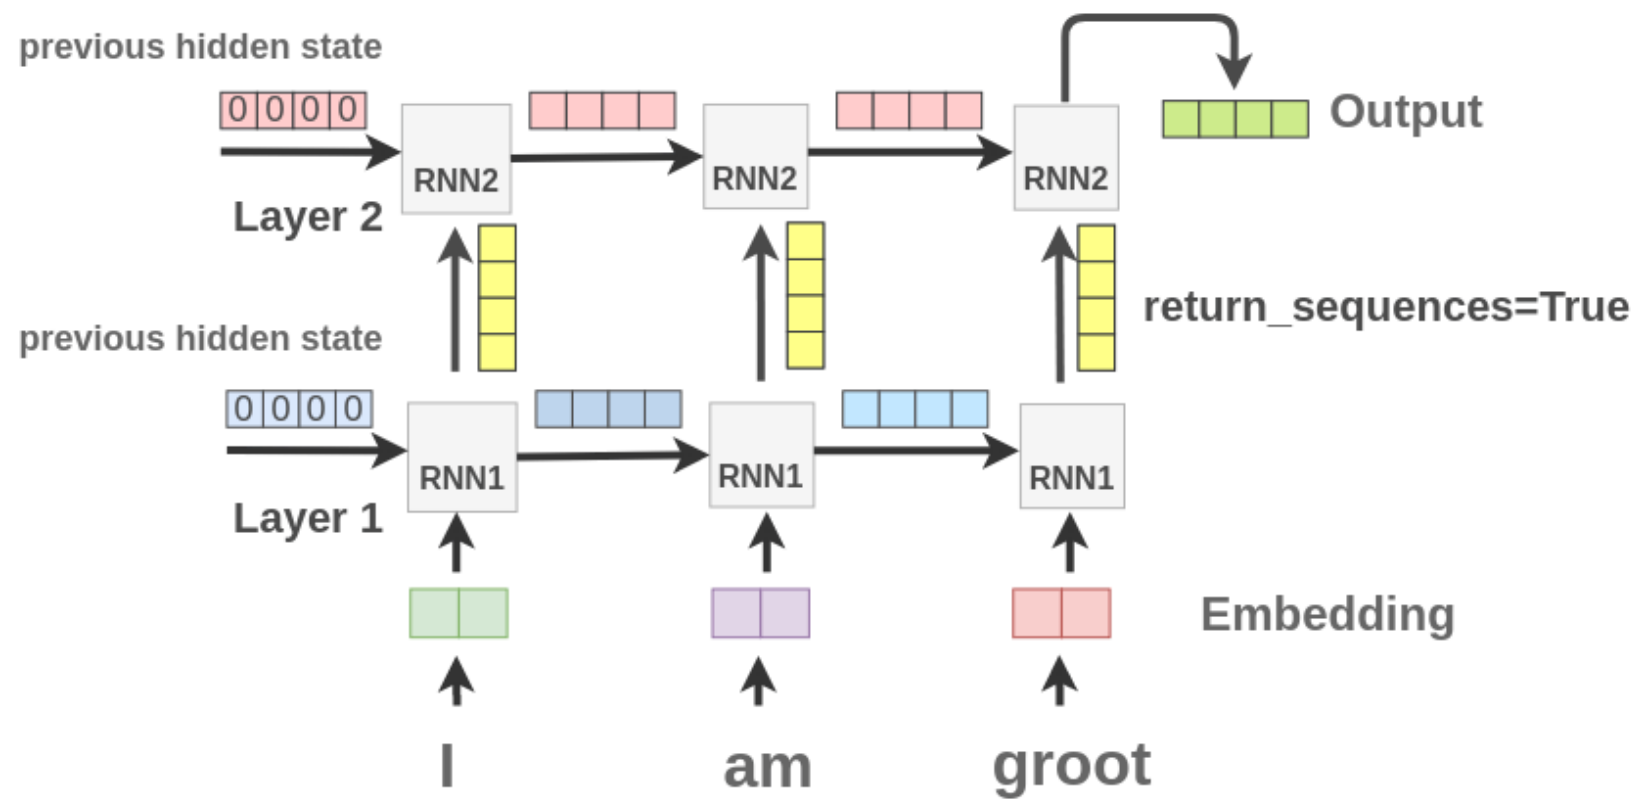 previous hidden state
0 0 0 0
Output
RNN2 RNN2 RNN2
Layer 2
return_sequences=True
previous hidden state
0 0 0 0
RNN1 RNN1 RNN1
Layer 1
Embedding
I am groot